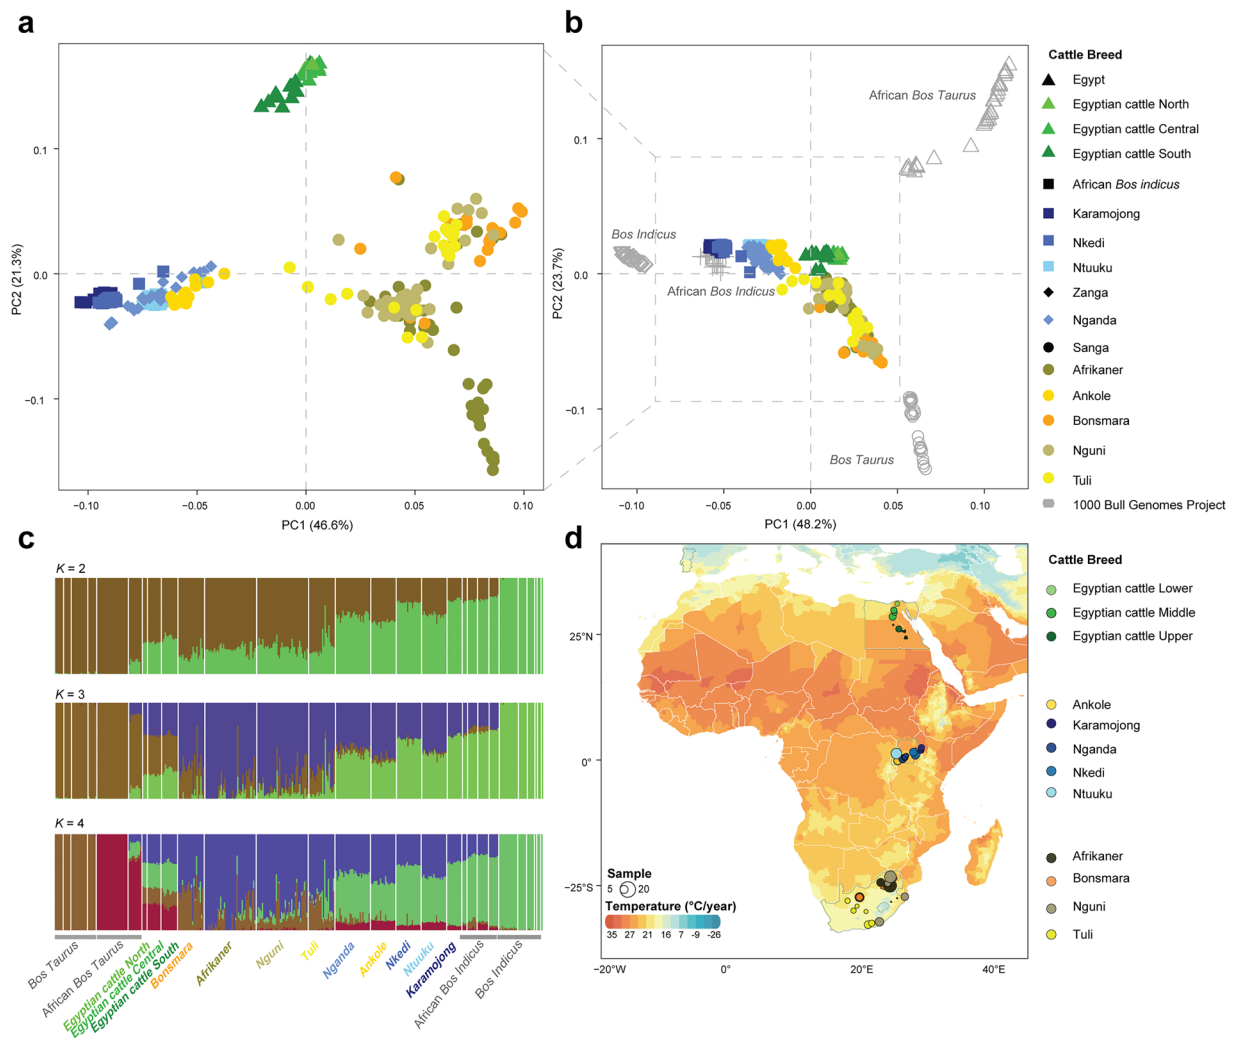 a
0.1
0.0
−0.1
−0.10
−0.05
0.00
0.05
0.10
PC2 (21.3%)
PC1 (46.6%)
b
0.1
0.0
−0.1
−0.10
−0.05
0.00
0.05
0.10
PC2 (23.7%)
PC1 (48.2%)
African Bos Taurus
Bos Indicus
African Bos Indicus
Bos Taurus
Cattle Breed
Egypt
Egyptian cattle North
Egyptian cattle Central
Egyptian cattle South
African Bos indicus
Karamojong
Nkedi
Ntuuku
Zanga
Nganda
Sanga
Afrikaner
Ankole
Bonsmara
Nguni
Tuli
1000 Bull Genomes Project
c
K = 2
K = 3
K = 4
Bos Taurus
African Bos Taurus
Egyptian cattle North
Egyptian cattle Central
Egyptian cattle South
Bonsmara
Afrikaner
Nguni
Tuli
Nganda
Ankole
Nkedi
Ntuuku
Karamojong
African Bos Indicus
Bos Indicus
d
25°N
0°
−25°S
−20°W
0°
20°E
40°E
Sample
5 20
Temperature (°C/year)
35 27 21 16 11 7 2 -3 -9 -26
Cattle Breed
Egyptian cattle Lower
Egyptian cattle Middle
Egyptian cattle Upper
Ankole
Karamojong
Nganda
Nkedi
Ntuuku
Afrikaner
Bonsmara
Nguni
Tuli